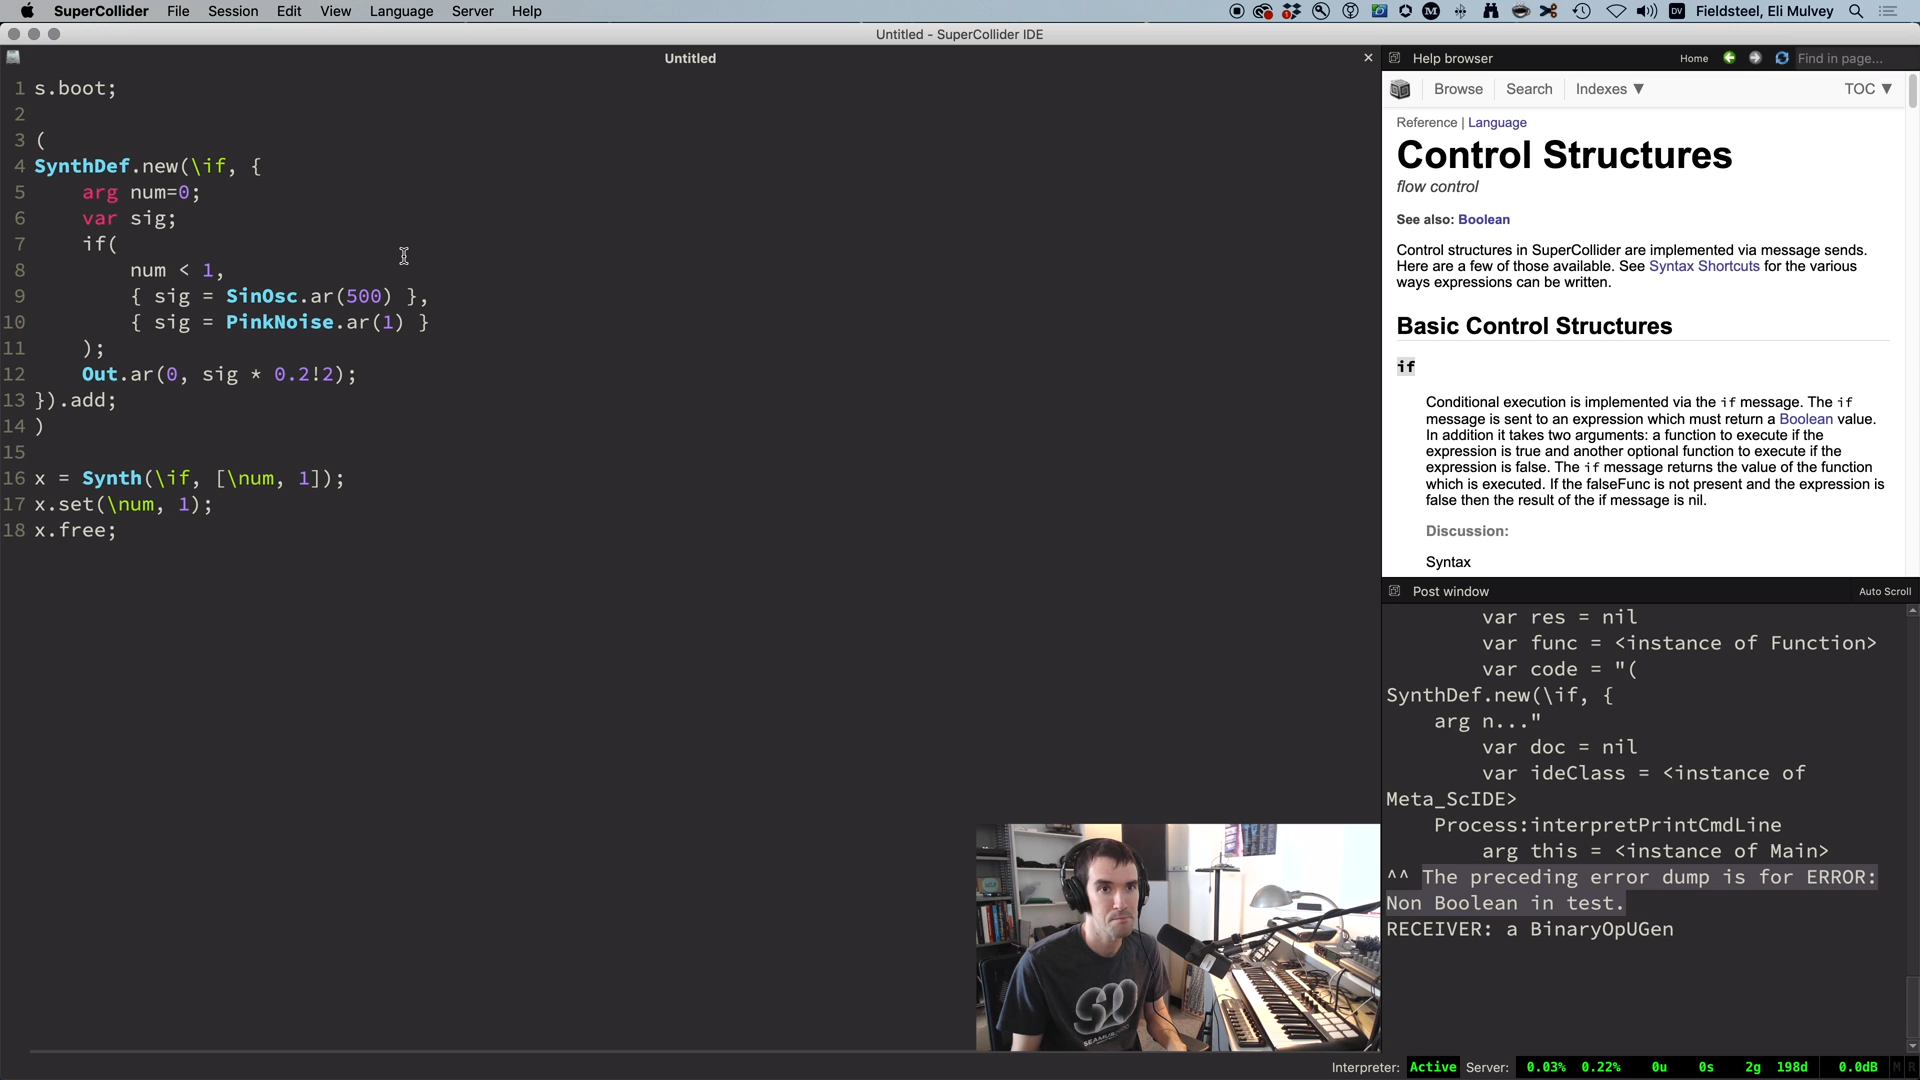 SuperCollider File Session Edit View Language Server Help
DV Fieldsteel, Eli Mulvey
Untitled - SuperCollider IDE
Untitled
1 s.boot;
2
3 (
4 SynthDef.new(\if, {
5 arg num=0;
6 var sig;
7 if(
8 num < 1,
9 { sig = SinOsc.ar(500) },
10 { sig = PinkNoise.ar(1) }
11 );
12 Out.ar(0, sig * 0.2!2);
13 }).add;
14 )
15
16 x = Synth(\if, [\num, 1]);
17 x.set(\num, 1);
18 x.free;
Help browser Home Find in page...
Browse Search Indexes ▼ TOC ▼
Reference | Language
Control Structures
flow control
See also: Boolean
Control structures in SuperCollider are implemented via message sends.
Here are a few of those available. See Syntax Shortcuts for the various
ways expressions can be written.
Basic Control Structures
if
Conditional execution is implemented via the if message. The if
message is sent to an expression which must return a Boolean value.
In addition it takes two arguments: a function to execute if the
expression is true and another optional function to execute if the
expression is false. The if message returns the value of the function
which is executed. If the falseFunc is not present and the expression is
false then the result of the if message is nil.
Discussion:
Syntax
Post window Auto Scroll
var res = nil
var func = <instance of Function>
var code = "(
SynthDef.new(\if, {
arg n..."
var doc = nil
var ideClass = <instance of
Meta_ScIDE>
Process:interpretPrintCmdLine
arg this = <instance of Main>
^^ The preceding error dump is for ERROR:
Non Boolean in test.
RECEIVER: a BinaryOpUGen
SEAMUS
Interpreter: Active Server: 0.03% 0.22% 0u 0s 2g 198d 0.0dB M R